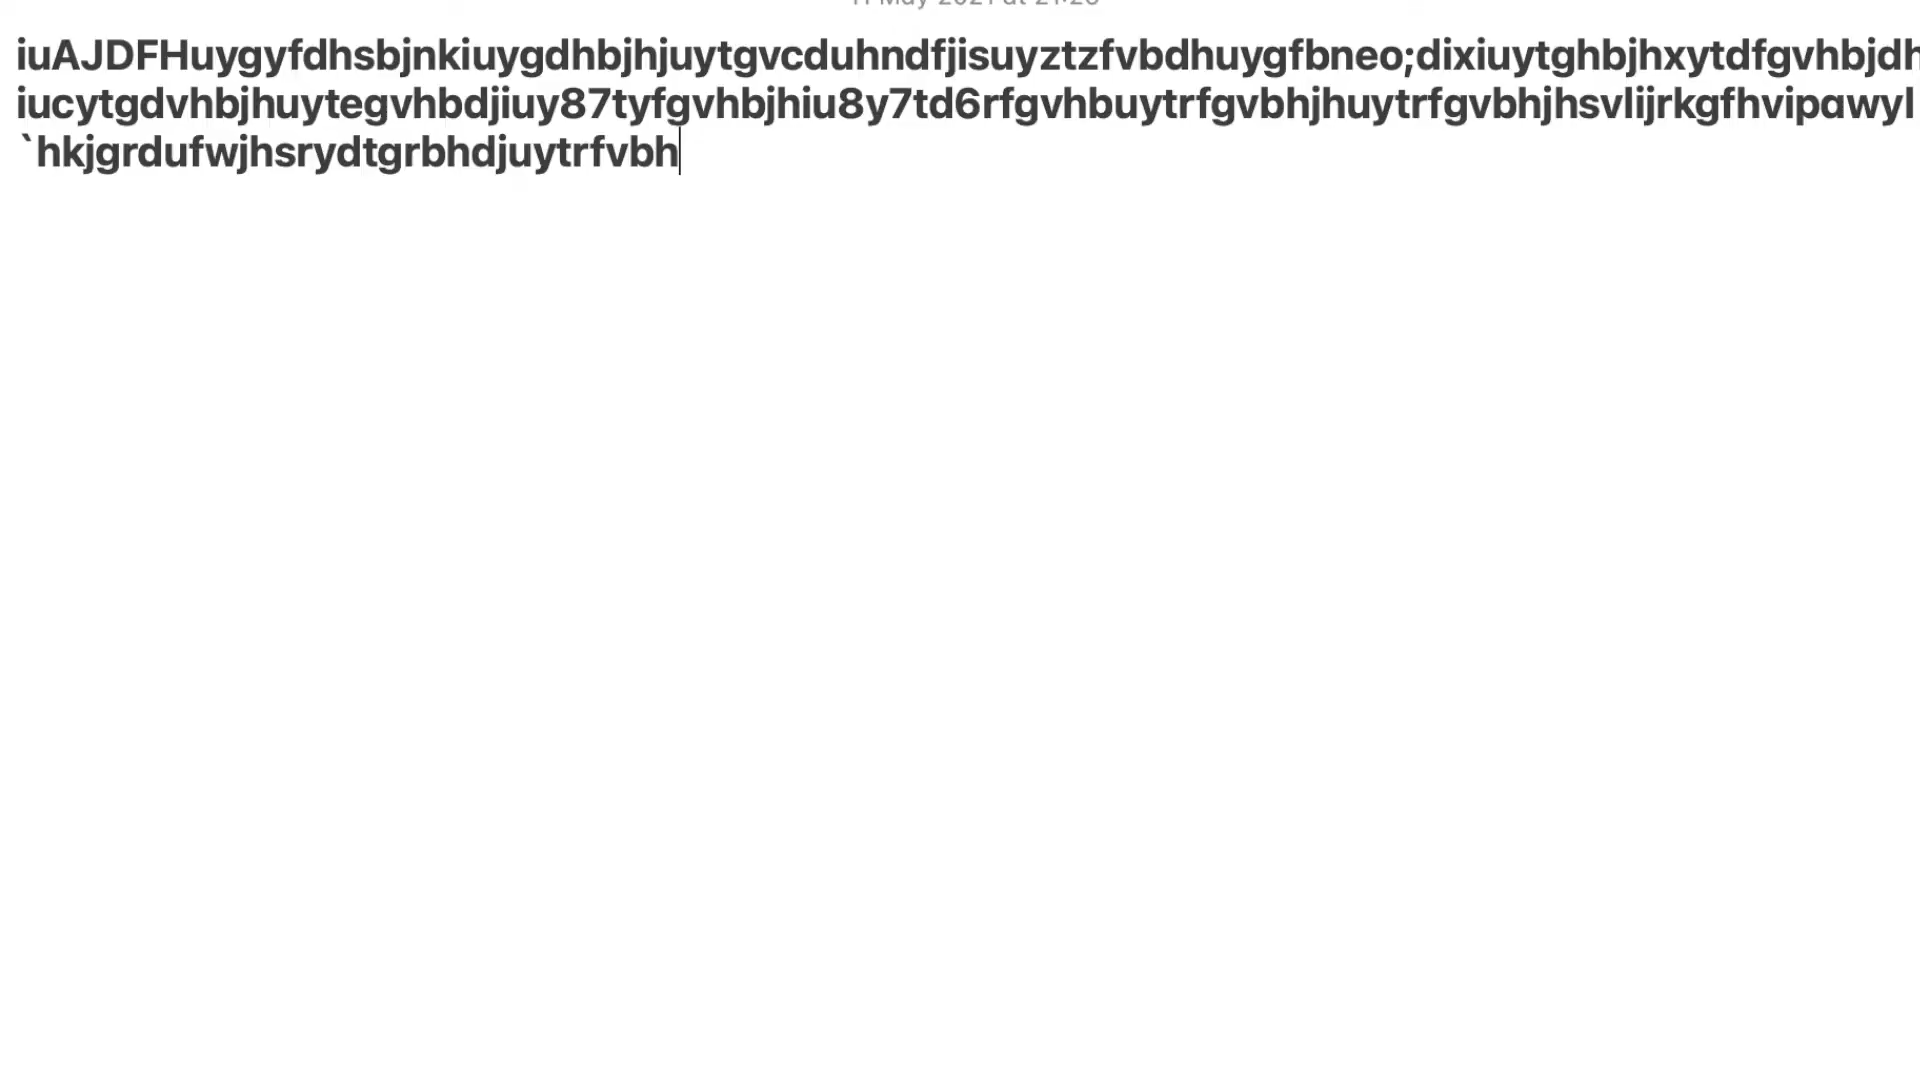 iuAJDFHuygyfdhsbjnkiuygdhbjhjuytgvcduhndfjisuyztzfvbdhuygfbneo;dixiuytghbjhxytdfgvhbjdh
iucytgdvhbjhuytegvhbdjiuy87tyfgvhbjhiu8y7td6rfgvhbuytrfgvbhjhuytrfgvbhjhsvlijrkgfhvipawyl
`hkjgrdufwjhsrydtgrbhdjuytrfvbh